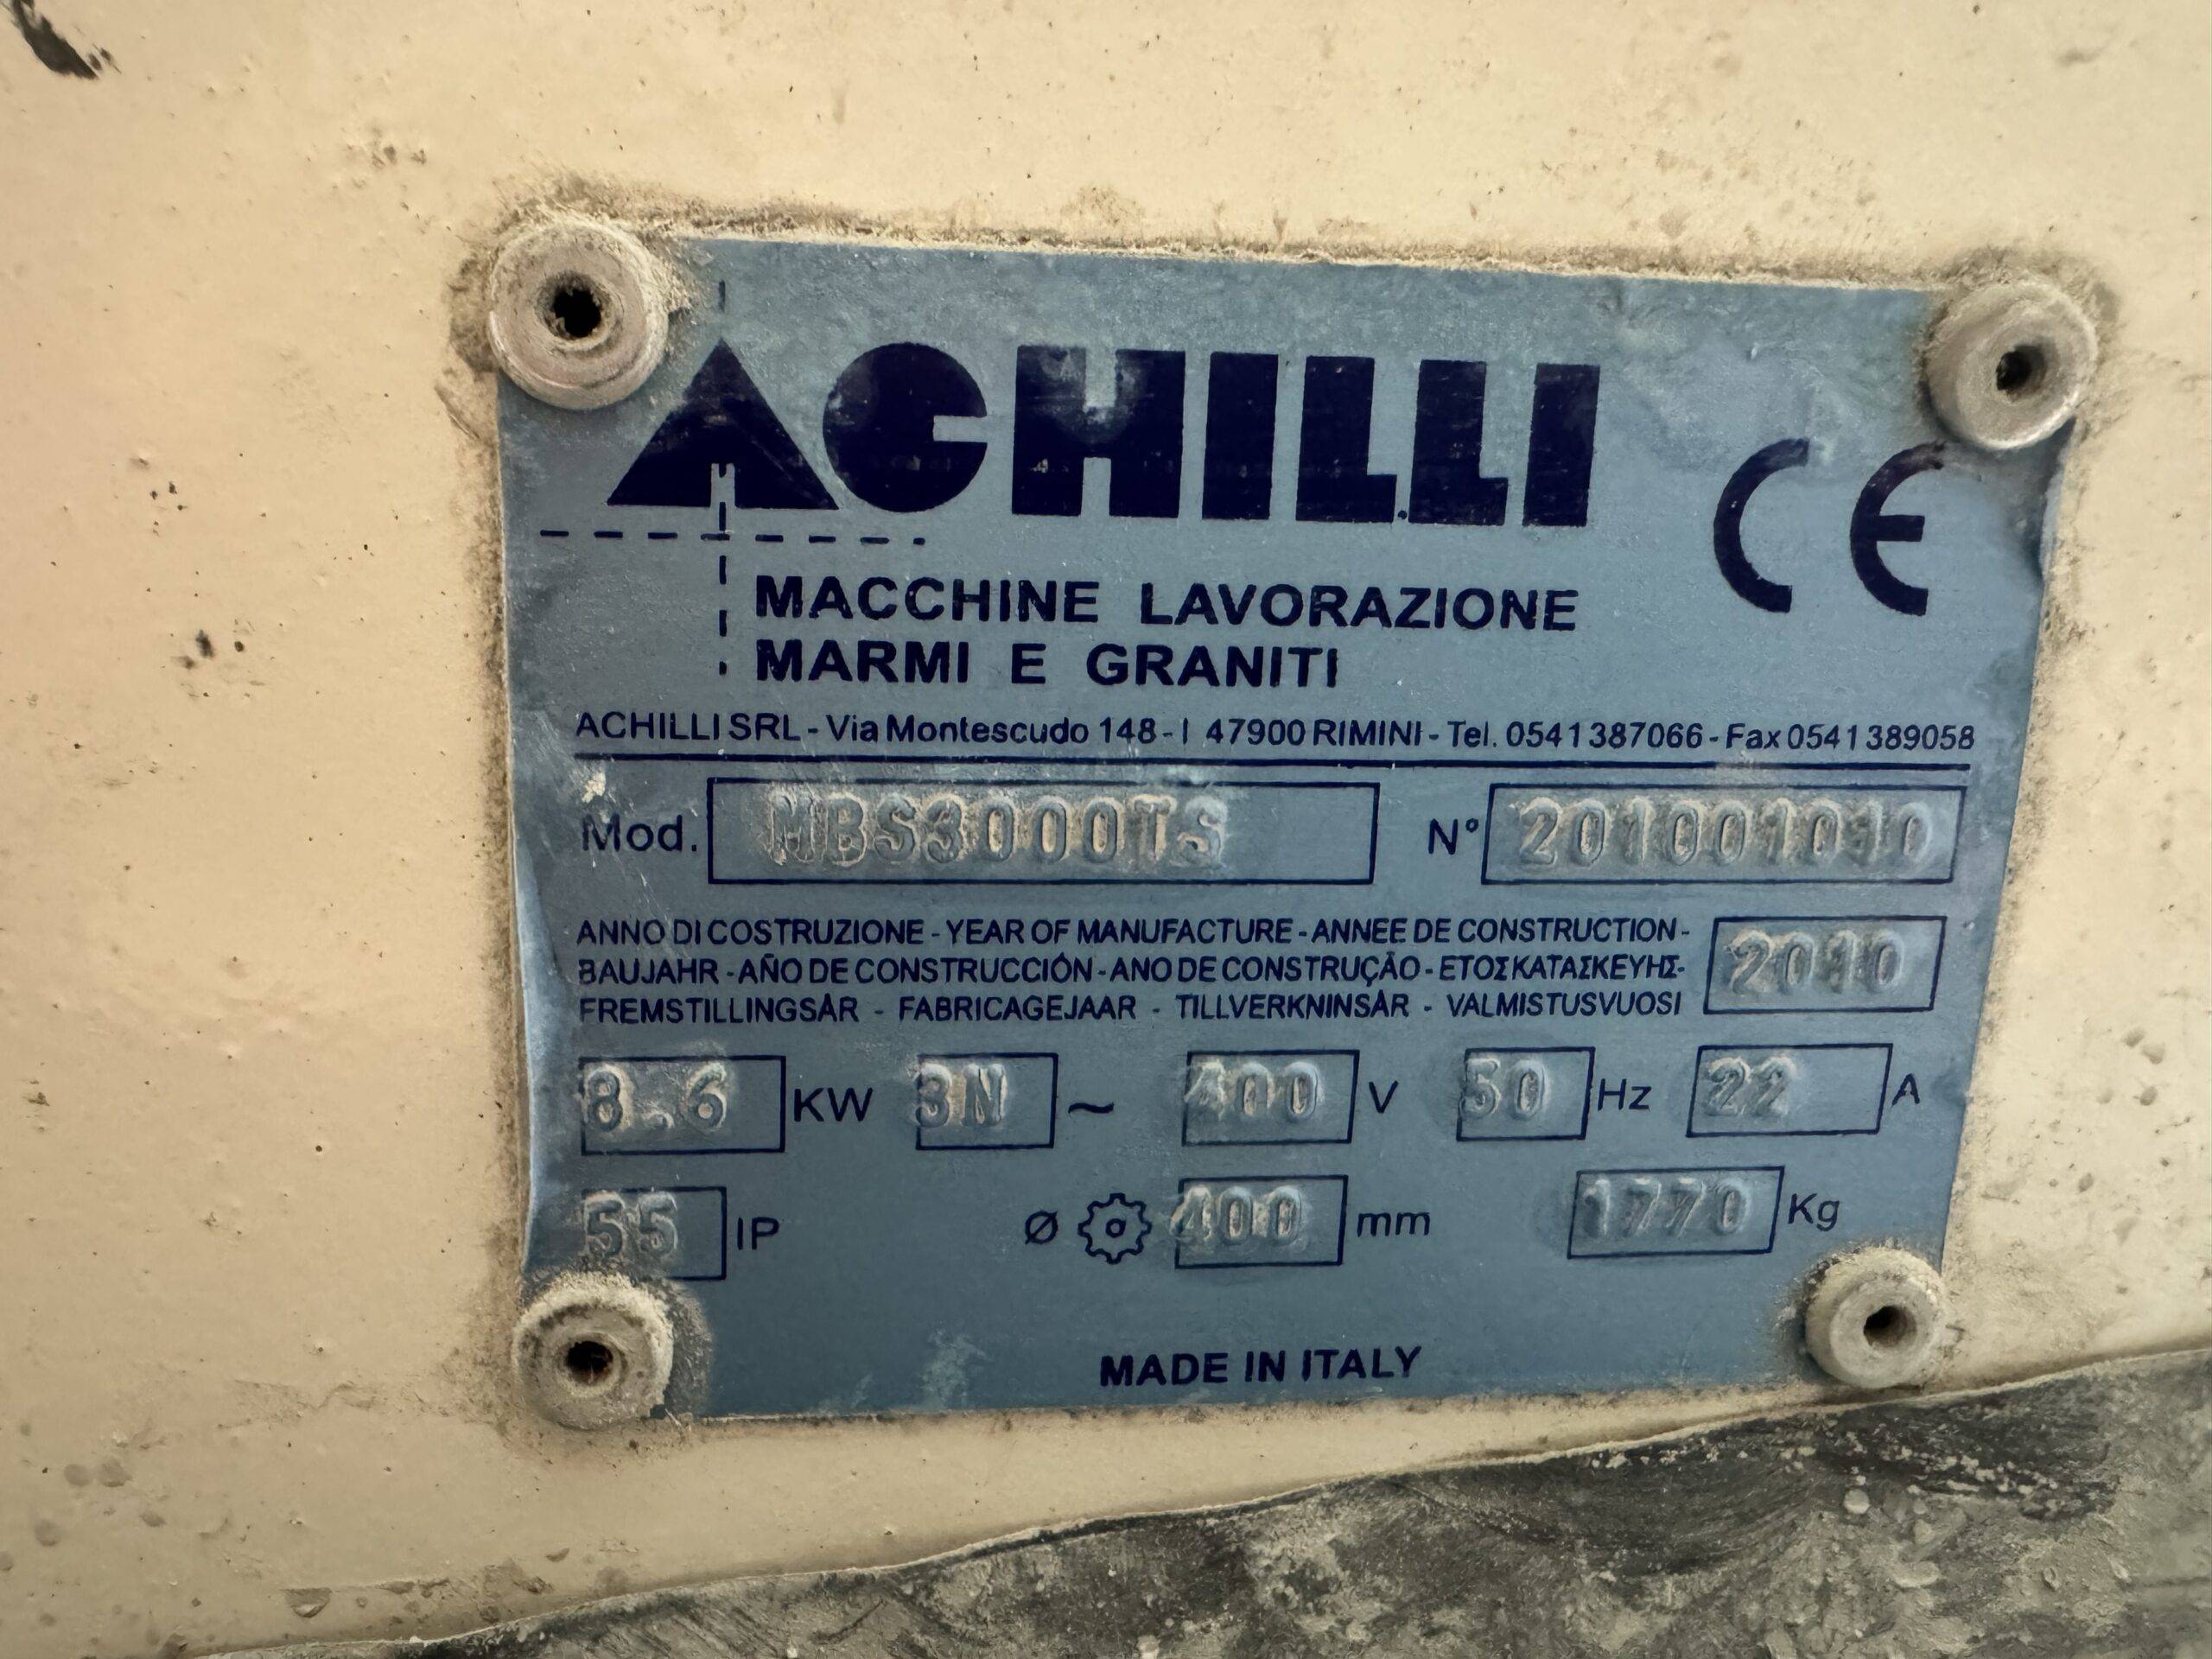 ACHILLI
CE
MACCHINE LAVORAZIONE
MARMI E GRANITI
ACHILLI SRL - Via Montescudo 148 - I 47900 RIMINI - Tel. 0541 387066 - Fax 0541 389058
Mod. MBS3000TS N° 201001010
ANNO DI COSTRUZIONE - YEAR OF MANUFACTURE - ANNEE DE CONSTRUCTION -
BAUJAHR - AÑO DE CONSTRUCCIÓN - ANO DE CONSTRUÇÃO - ΕΤΟΣ ΚΑΤΑΣΚΕΥΗΣ - 2010
FREMSTILLINGSÅR - FABRICAGEJAAR - TILLVERKNINSÅR - VALMISTUSVUOSI
8.6 KW 3N ~ 400 V 50 Hz 22 A
55 IP Ø 400 mm 1770 Kg
MADE IN ITALY